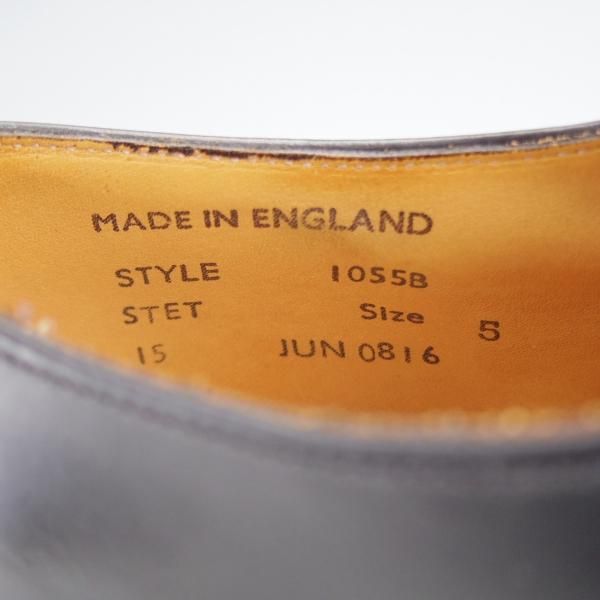 MADE IN ENGLAND
STYLE 1055B
STET Size 5
15 JUN 0816